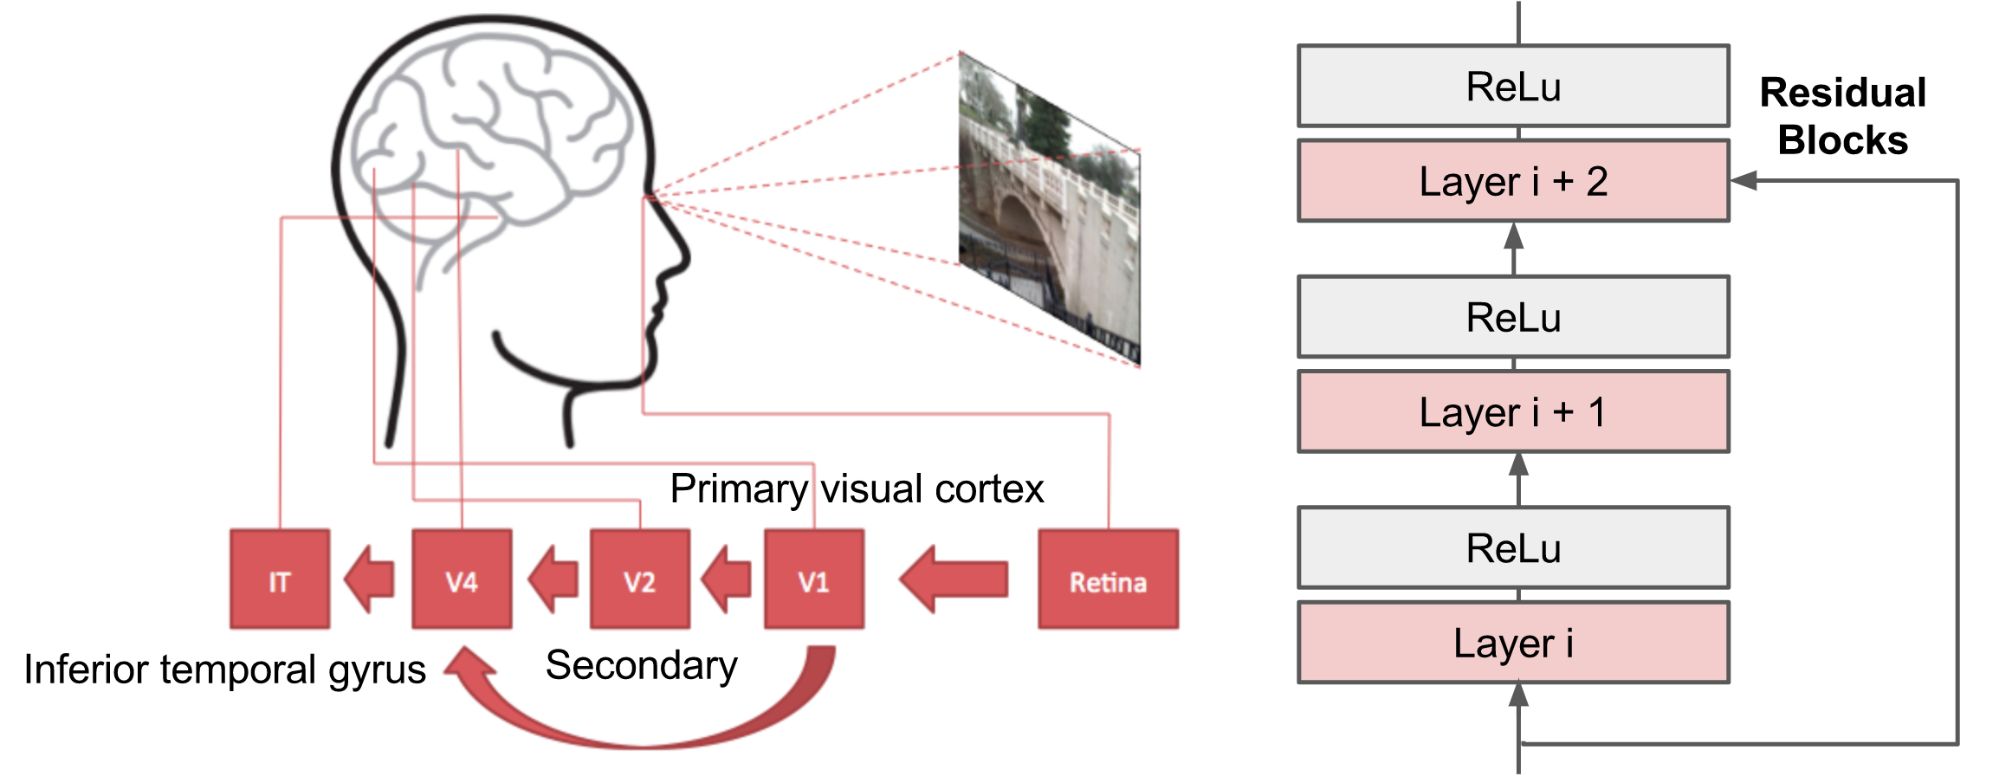 Primary visual cortex
IT
V4
V2
V1
Retina
Inferior temporal gyrus
Secondary
ReLu
Layer i + 2
ReLu
Layer i + 1
ReLu
Layer i
Residual
Blocks